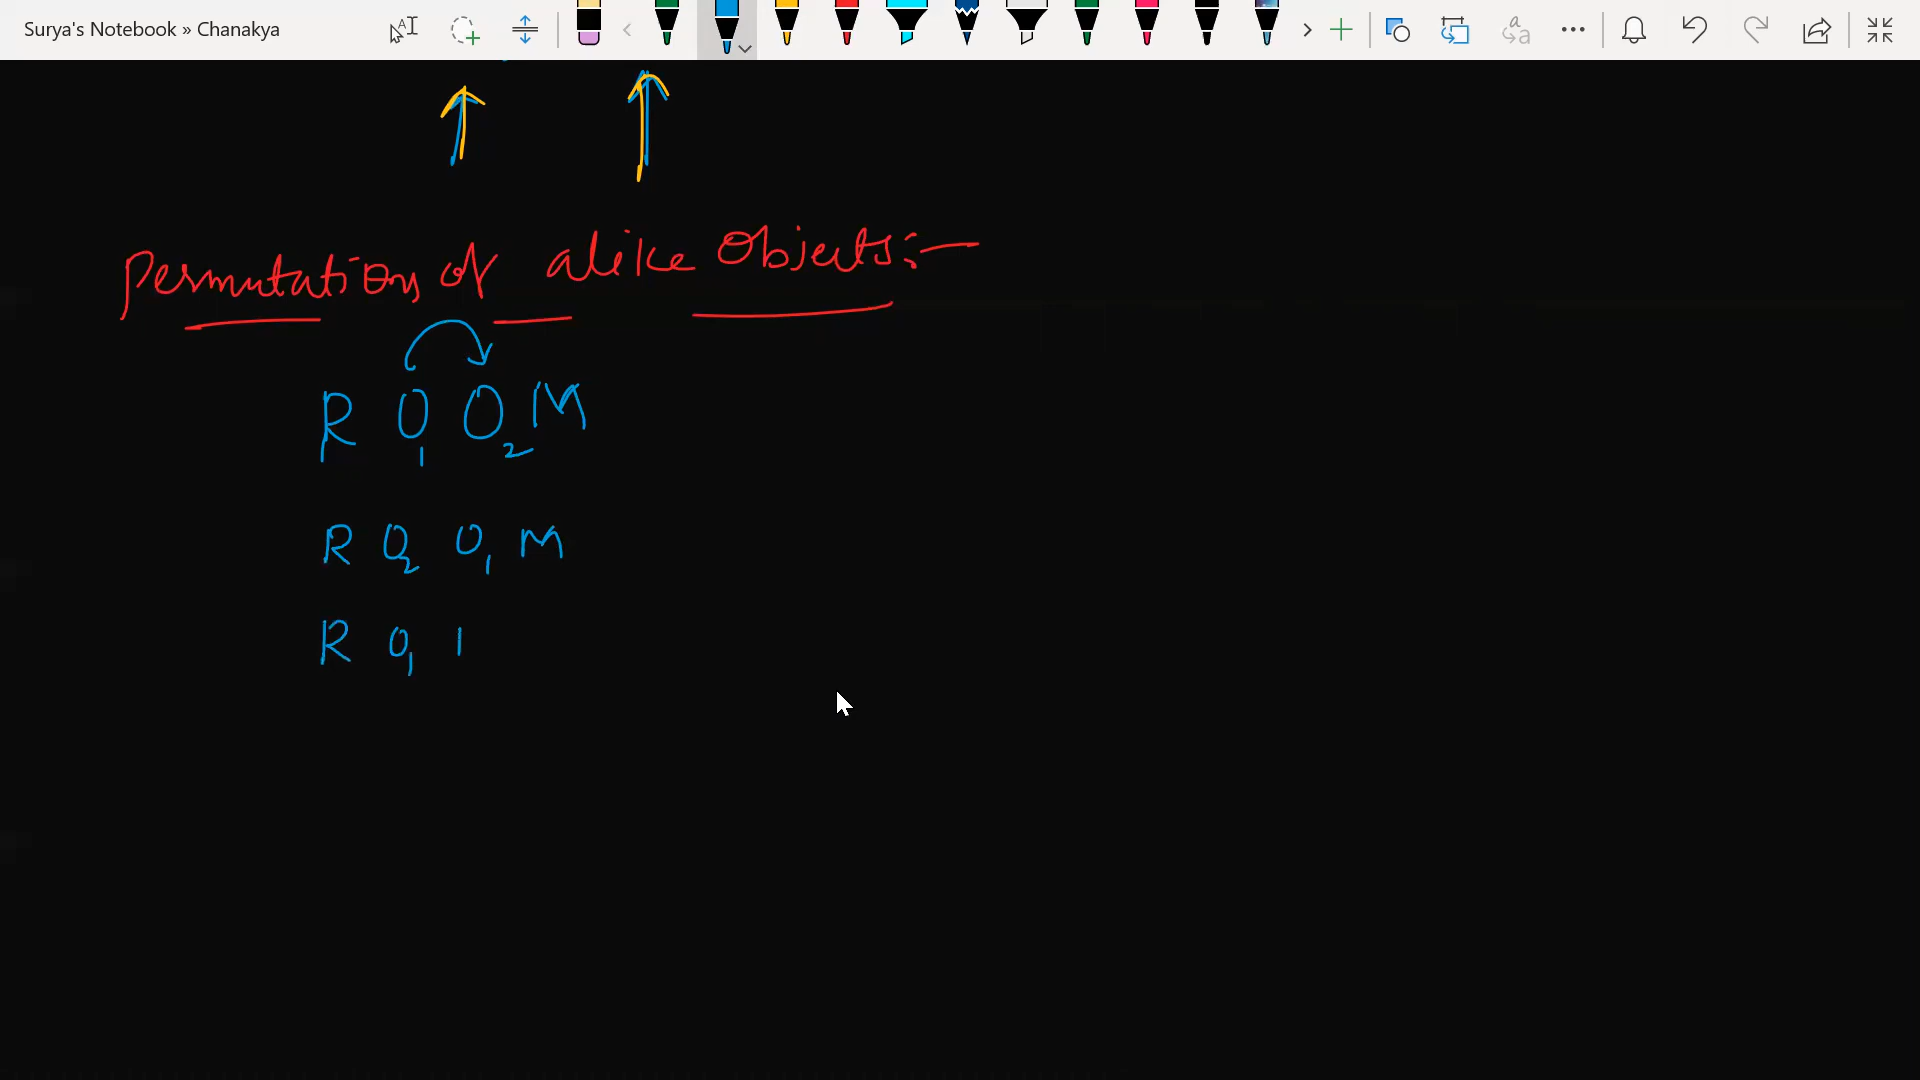 Surya's Notebook » Chanakya
Permutations of alike Objects:—
R O₁ O₂ M
R O₂ O₁ M
R O₁ I